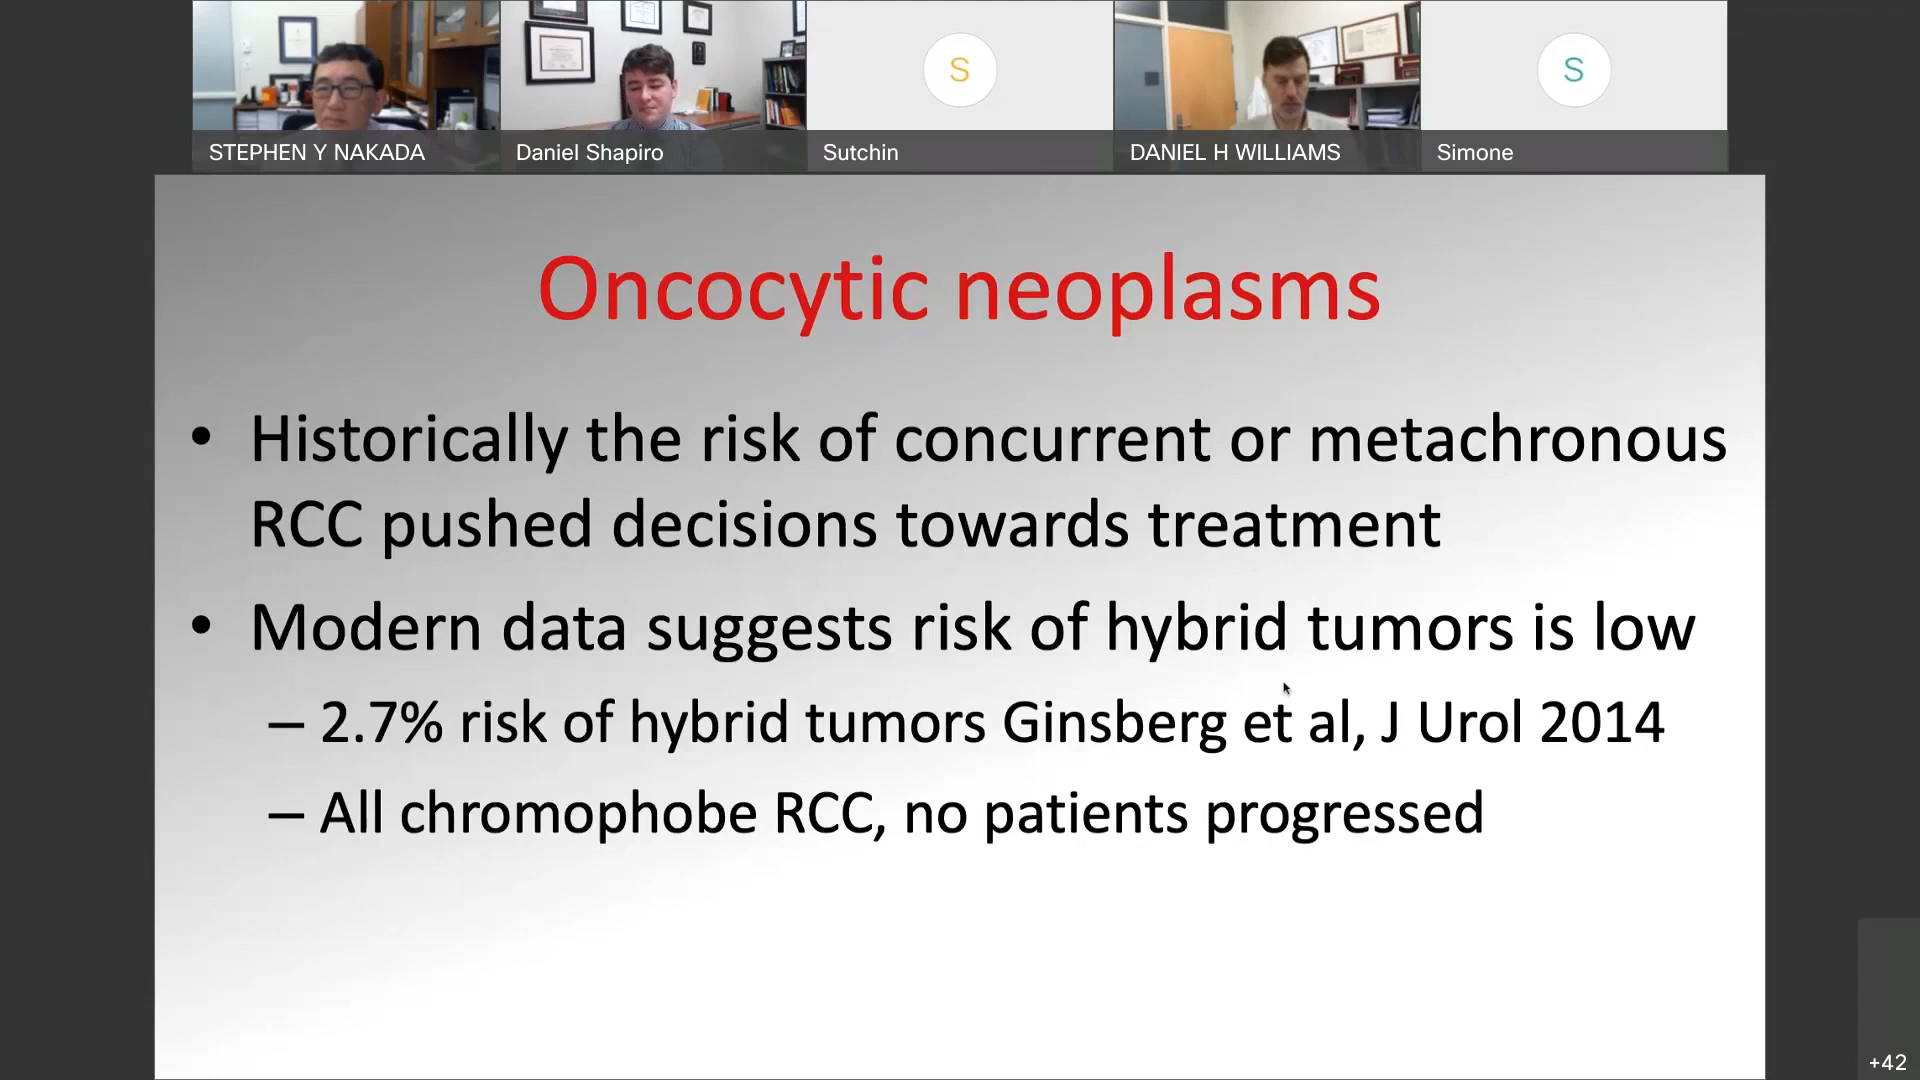 STEPHEN Y NAKADA
Daniel Shapiro
S
Sutchin
DANIEL H WILLIAMS
S
Simone
Oncocytic neoplasms
• Historically the risk of concurrent or metachronous
RCC pushed decisions towards treatment
• Modern data suggests risk of hybrid tumors is low
– 2.7% risk of hybrid tumors Ginsberg et al, J Urol 2014
– All chromophobe RCC, no patients progressed
+42